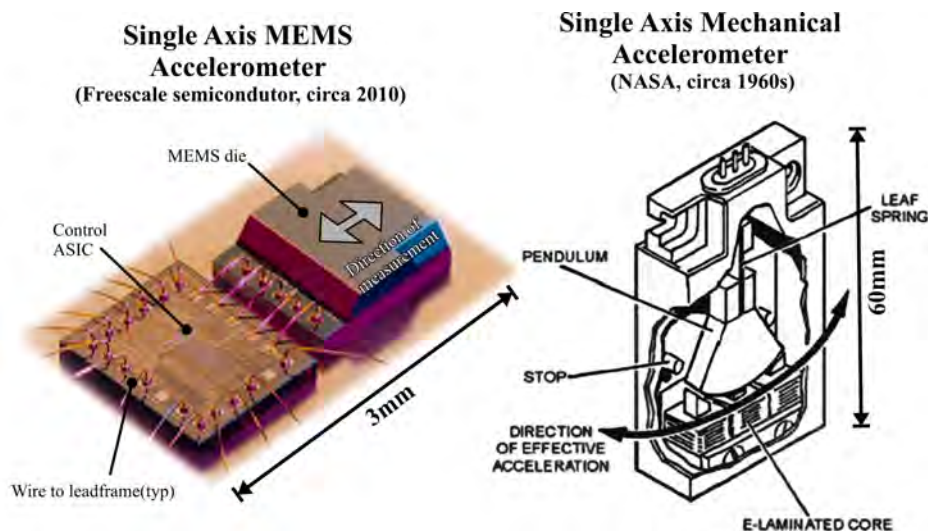 Single Axis MEMS
Accelerometer
(Freescale semicondutor, circa 2010)
MEMS die
Control
ASIC
Direction of
measurement
3mm
Wire to leadframe(typ)
Single Axis Mechanical
Accelerometer
(NASA, circa 1960s)
LEAF
SPRING
PENDULUM
60mm
STOP
DIRECTION
OF EFFECTIVE
ACCELERATION
E-LAMINATED CORE